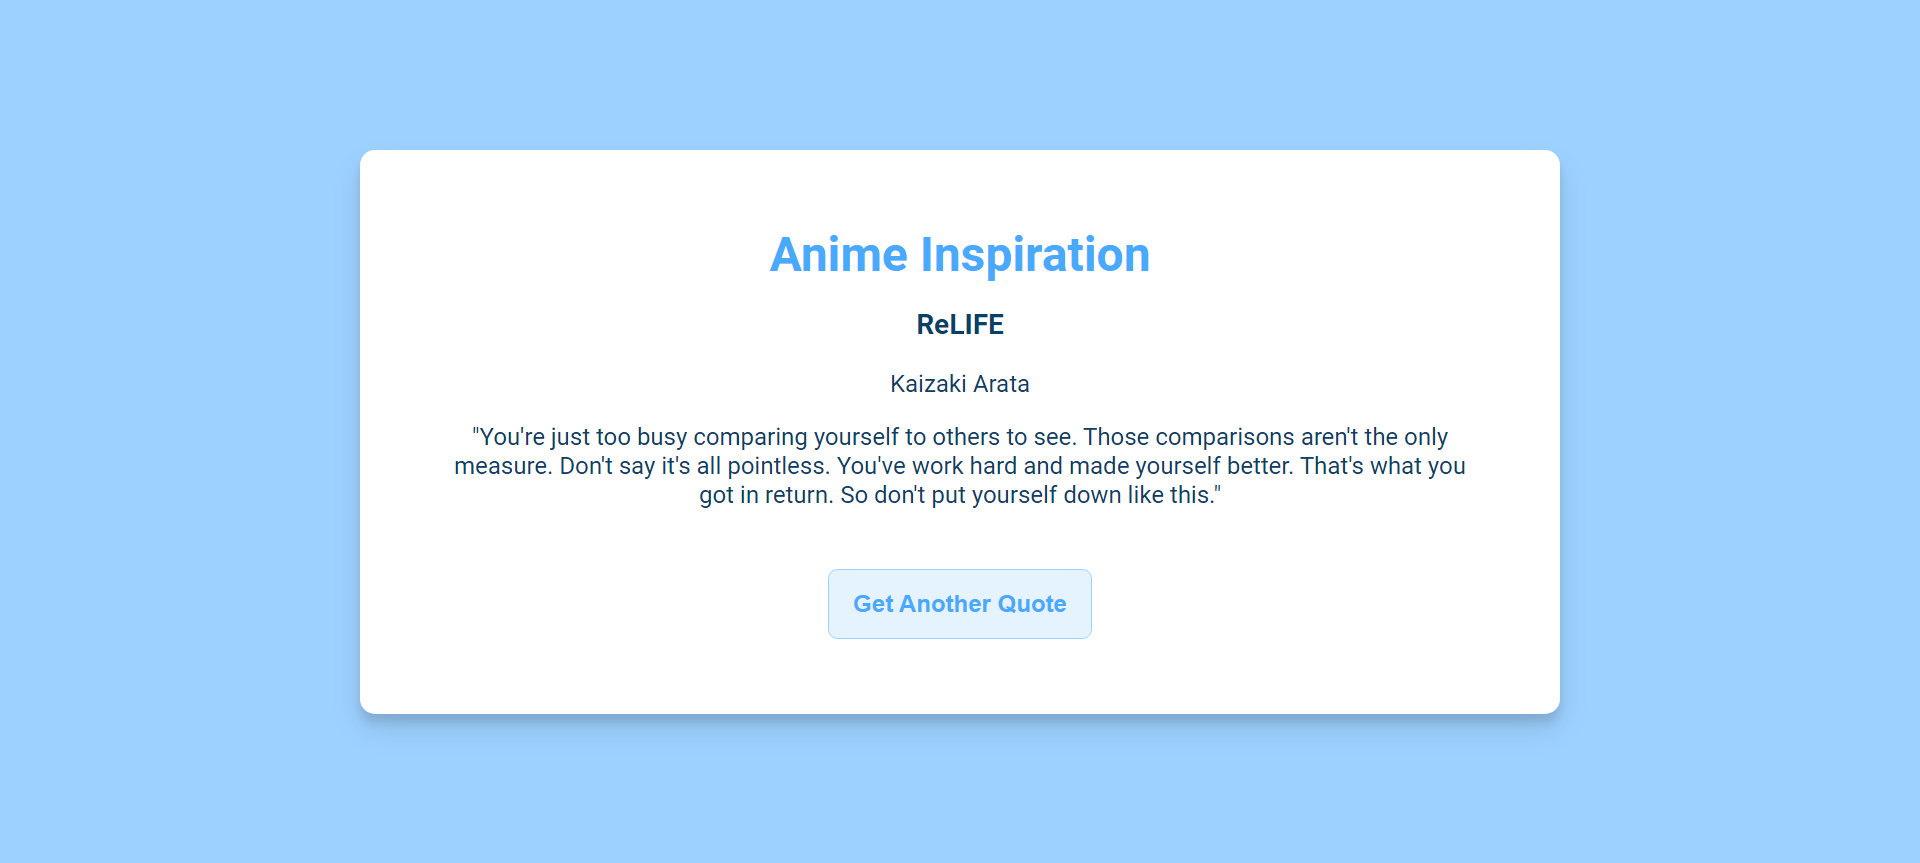 Anime Inspiration
ReLIFE
Kaizaki Arata
"You're just too busy comparing yourself to others to see. Those comparisons aren't the only
measure. Don't say it's all pointless. You've work hard and made yourself better. That's what you
got in return. So don't put yourself down like this."
Get Another Quote